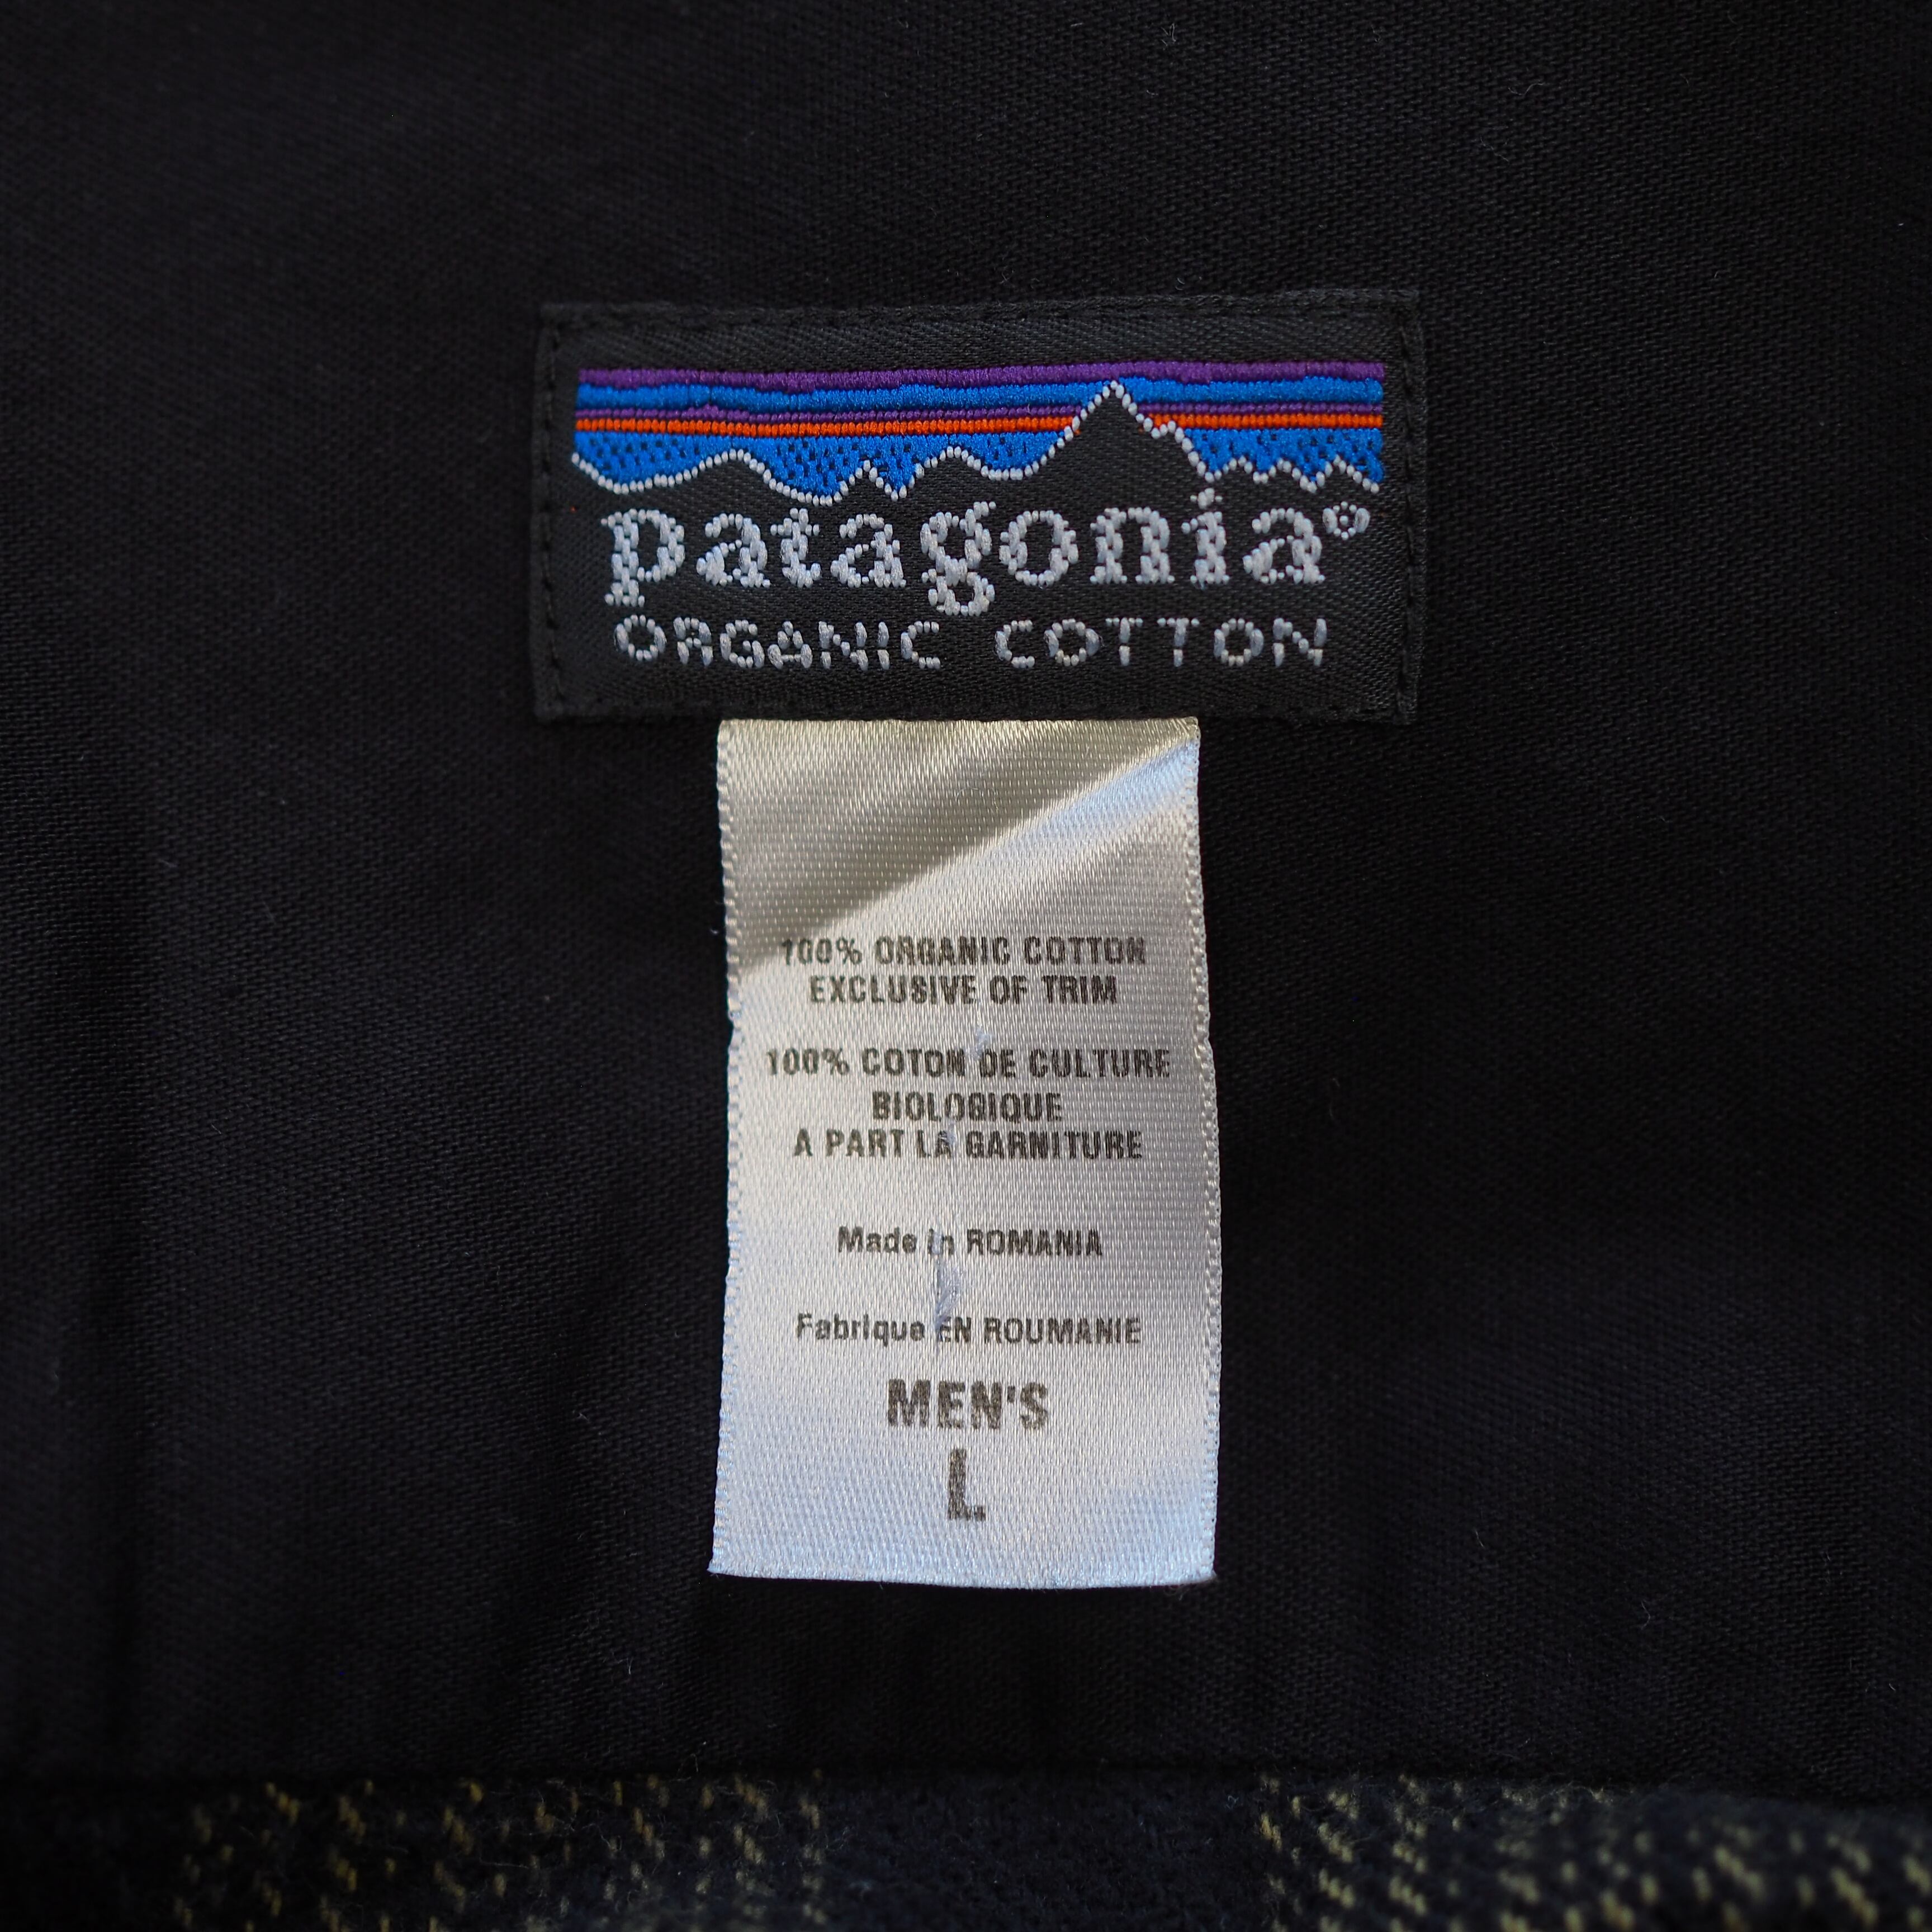 patagonia®
ORGANIC COTTON
100% ORGANIC COTTON
EXCLUSIVE OF TRIM
100% COTON DE CULTURE
BIOLOGIQUE
A PART LA GARNITURE
Made in ROMANIA
Fabrique EN ROUMANIE
MEN'S
L